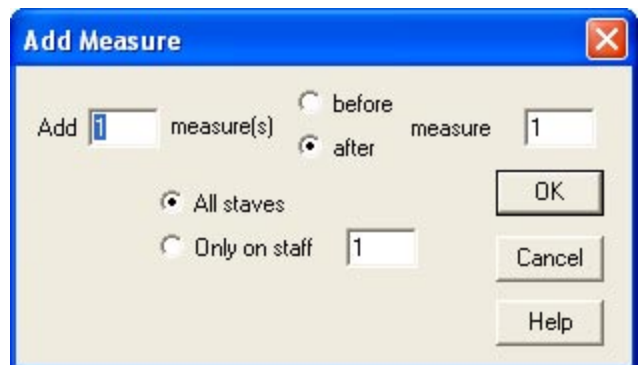 Add Measure
before
Add 1 measure(s) measure 1
after
All staves
OK
Only on staff 1
Cancel
Help